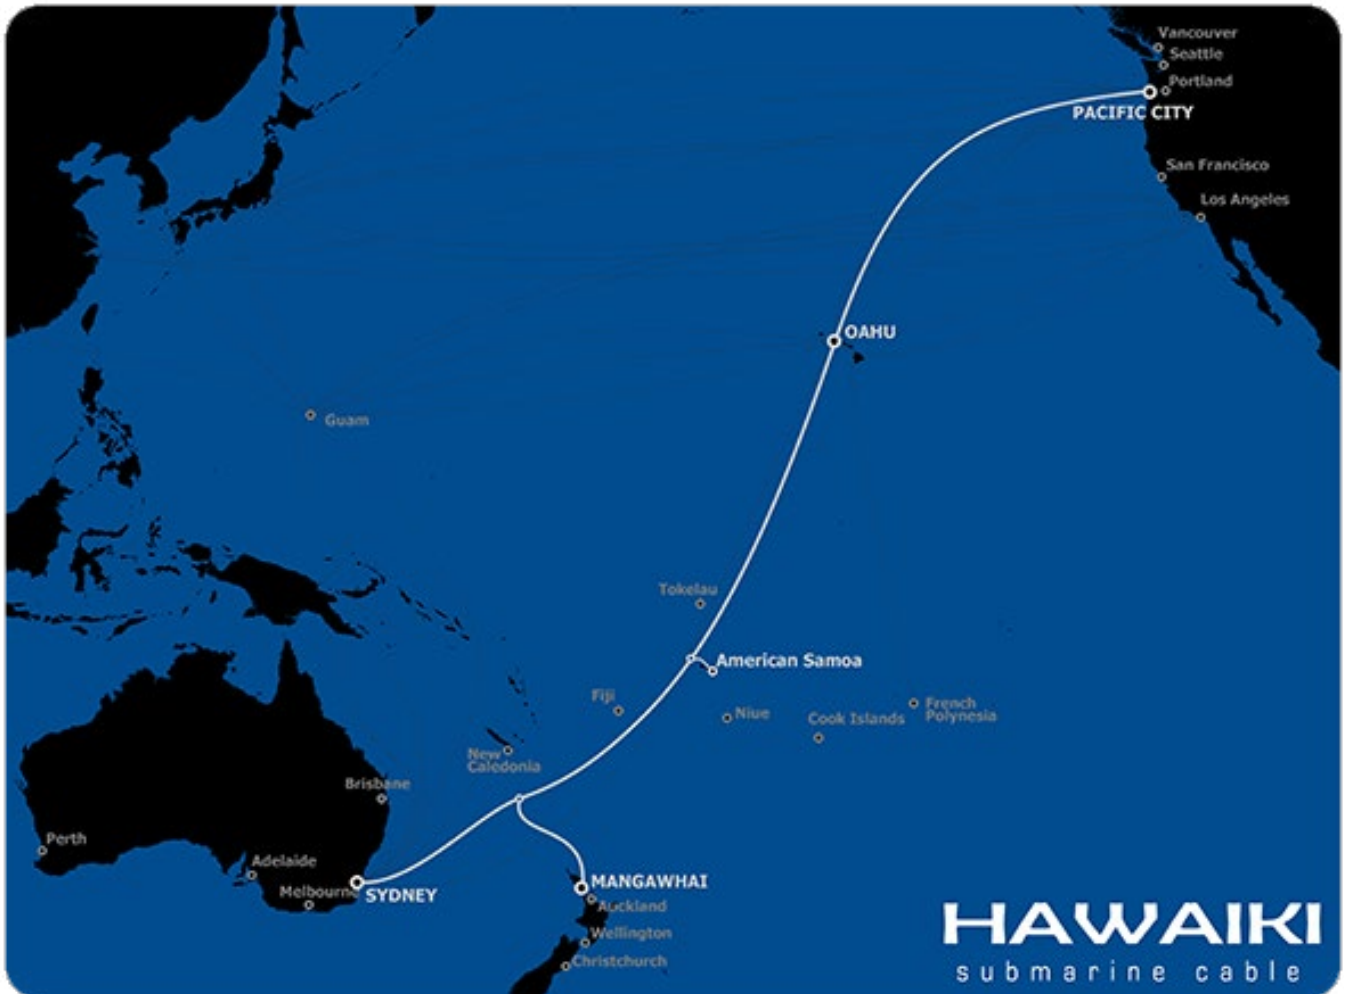 Vancouver
Seattle
Portland
PACIFIC CITY
San Francisco
Los Angeles
OAHU
Guam
Tokelau
American Samoa
Fiji
Niue
Cook Islands
French
Polynesia
New
Caledonia
Brisbane
Perth
Adelaide
Melbourne
SYDNEY
MANGAWHAI
Auckland
Wellington
Christchurch
HAWAIKI
submarine cable